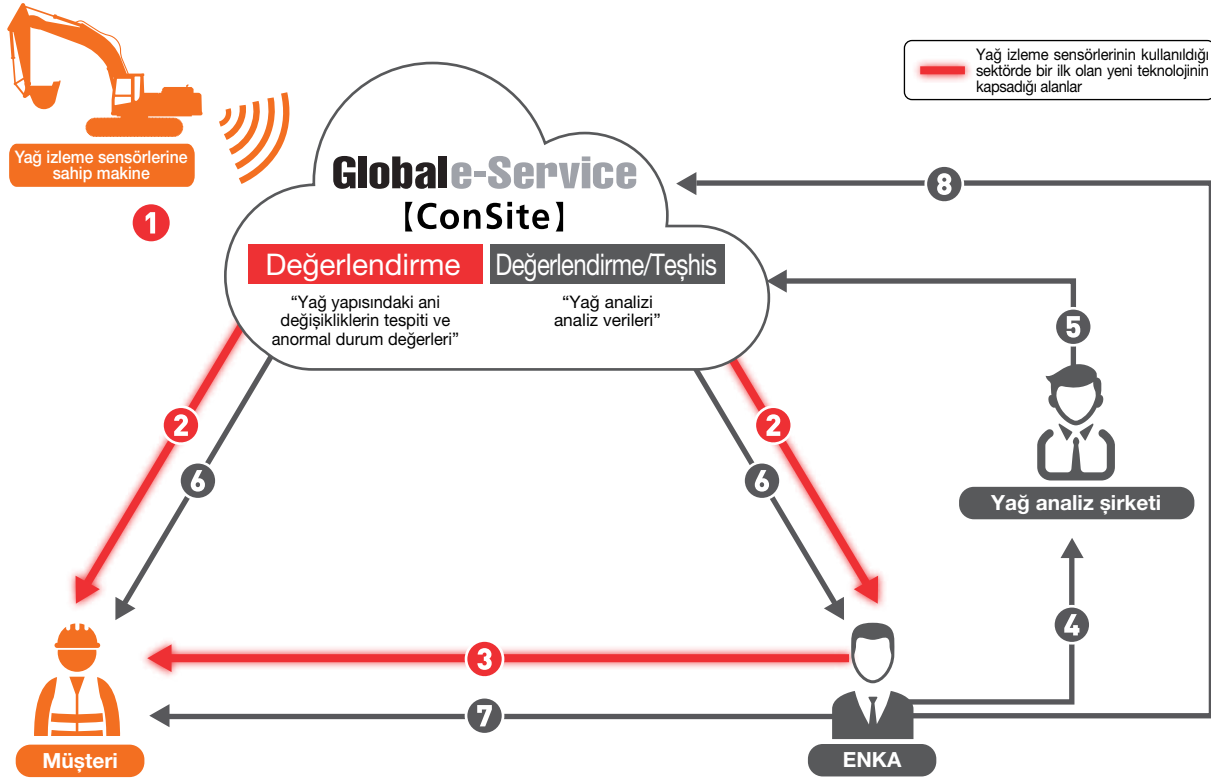 Yağ izleme sensörlerinin kullanıldığı
sektörde bir ilk olan yeni teknolojinin
kapsadığı alanlar
Yağ izleme sensörlerine
sahip makine
1
Global e-Service
【ConSite】
8
Değerlendirme
Değerlendirme/Teşhis
“Yağ yapısındaki ani
değişikliklerin tespiti ve
anormal durum değerleri”
“Yağ analizi
analiz verileri”
5
2
2
6
6
Yağ analiz şirketi
4
3
7
Müşteri
ENKA